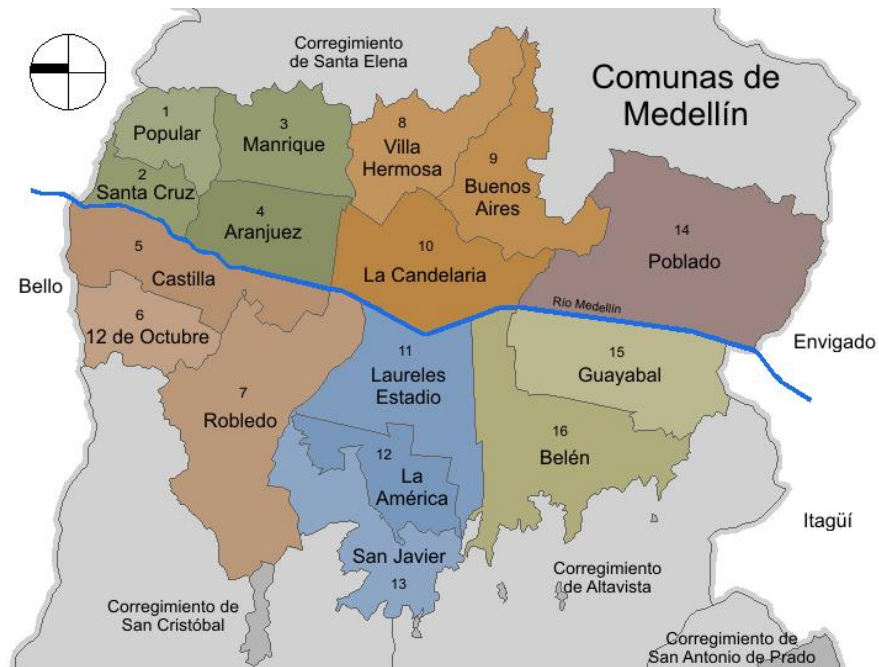 Corregimiento
de Santa Elena
Comunas de
Medellín
1
Popular
3
Manrique
8
Villa
Hermosa
9
Buenos
Aires
2
Santa Cruz
4
Aranjuez
10
La Candelaria
14
Poblado
5
Castilla
Bello
Río Medellín
6
12 de Octubre
Envigado
11
Laureles
Estadio
15
Guayabal
7
Robledo
16
Belén
12
La
América
Itagüí
San Javier
13
Corregimiento
de Altavista
Corregimiento de
San Cristóbal
Corregimiento de
San Antonio de Prado